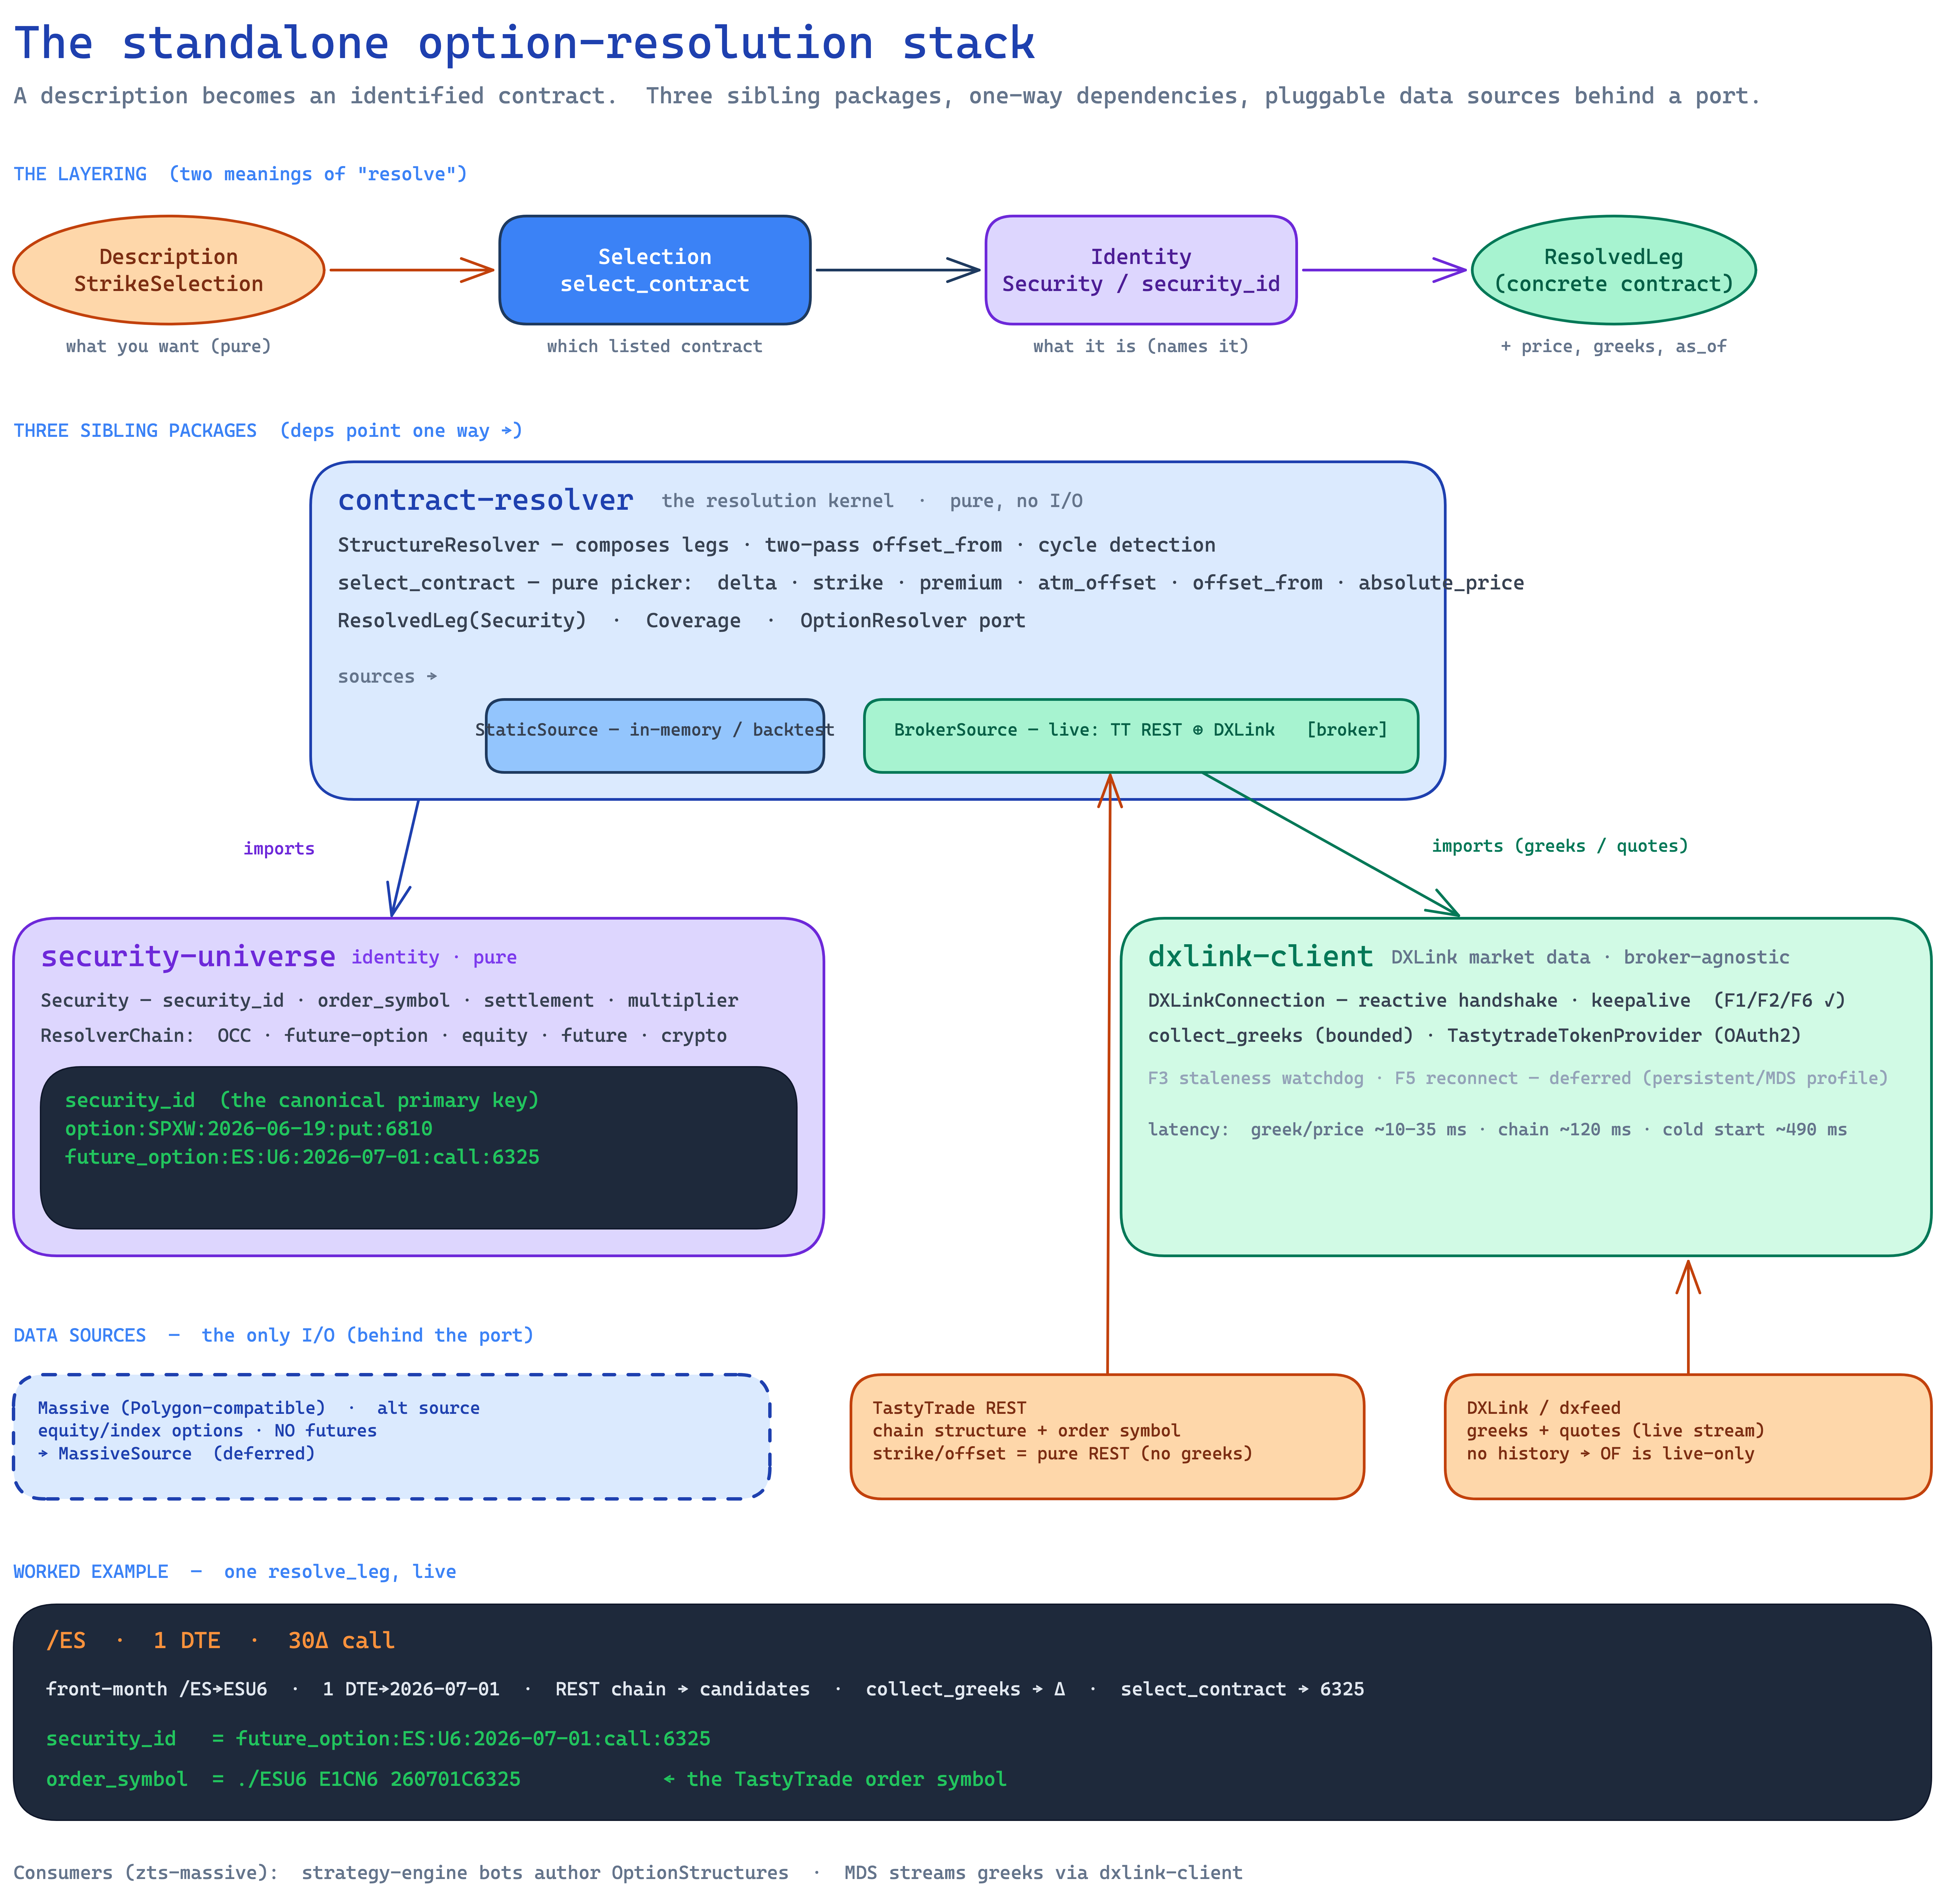 The standalone option-resolution stack
A description becomes an identified contract.  Three sibling packages, one-way dependencies, pluggable data sources behind a port.
THE LAYERING  (two meanings of "resolve")
Description
StrikeSelection
Selection
select_contract
Identity
Security / security_id
ResolvedLeg
(concrete contract)
what you want (pure)
which listed contract
what it is (names it)
+ price, greeks, as_of
THREE SIBLING PACKAGES  (deps point one way →)
contract-resolver  the resolution kernel  ·  pure, no I/O
StructureResolver — composes legs · two-pass offset_from · cycle detection
select_contract — pure picker:  delta · strike · premium · atm_offset · offset_from · absolute_price
ResolvedLeg(Security)  ·  Coverage  ·  OptionResolver port
sources →
StaticSource — in-memory / backtest
BrokerSource — live: TT REST ⊕ DXLink   [broker]
imports
imports (greeks / quotes)
security-universe identity · pure
Security — security_id · order_symbol · settlement · multiplier
ResolverChain:  OCC · future-option · equity · future · crypto
security_id  (the canonical primary key)
option:SPXW:2026-06-19:put:6810
future_option:ES:U6:2026-07-01:call:6325
dxlink-client DXLink market data · broker-agnostic
DXLinkConnection — reactive handshake · keepalive  (F1/F2/F6 ✓)
collect_greeks (bounded) · TastytradeTokenProvider (OAuth2)
F3 staleness watchdog · F5 reconnect — deferred (persistent/MDS profile)
latency:  greek/price ~10-35 ms · chain ~120 ms · cold start ~490 ms
DATA SOURCES  —  the only I/O (behind the port)
Massive (Polygon-compatible)  ·  alt source
equity/index options · NO futures
→ MassiveSource  (deferred)
TastyTrade REST
chain structure + order symbol
strike/offset = pure REST (no greeks)
DXLink / dxfeed
greeks + quotes (live stream)
no history → OF is live-only
WORKED EXAMPLE  —  one resolve_leg, live
/ES  ·  1 DTE  ·  30Δ call
front-month /ES→ESU6  ·  1 DTE→2026-07-01  ·  REST chain → candidates  ·  collect_greeks → Δ  ·  select_contract → 6325
security_id   = future_option:ES:U6:2026-07-01:call:6325
order_symbol  = ./ESU6 E1CN6 260701C6325            ← the TastyTrade order symbol
Consumers (zts-massive):  strategy-engine bots author OptionStructures  ·  MDS streams greeks via dxlink-client